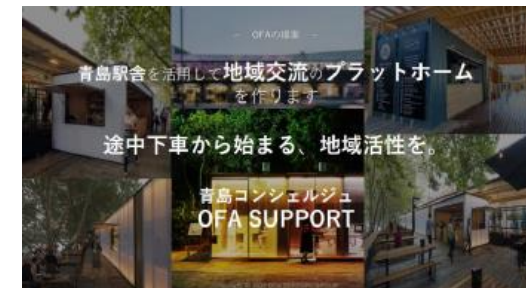 OFAの提案
青島駅舎を活用して地域交流のプラットホーム
を作ります
途中下車から始まる、地域活性を。
青島コンシェルジュ
OFA SUPPORT